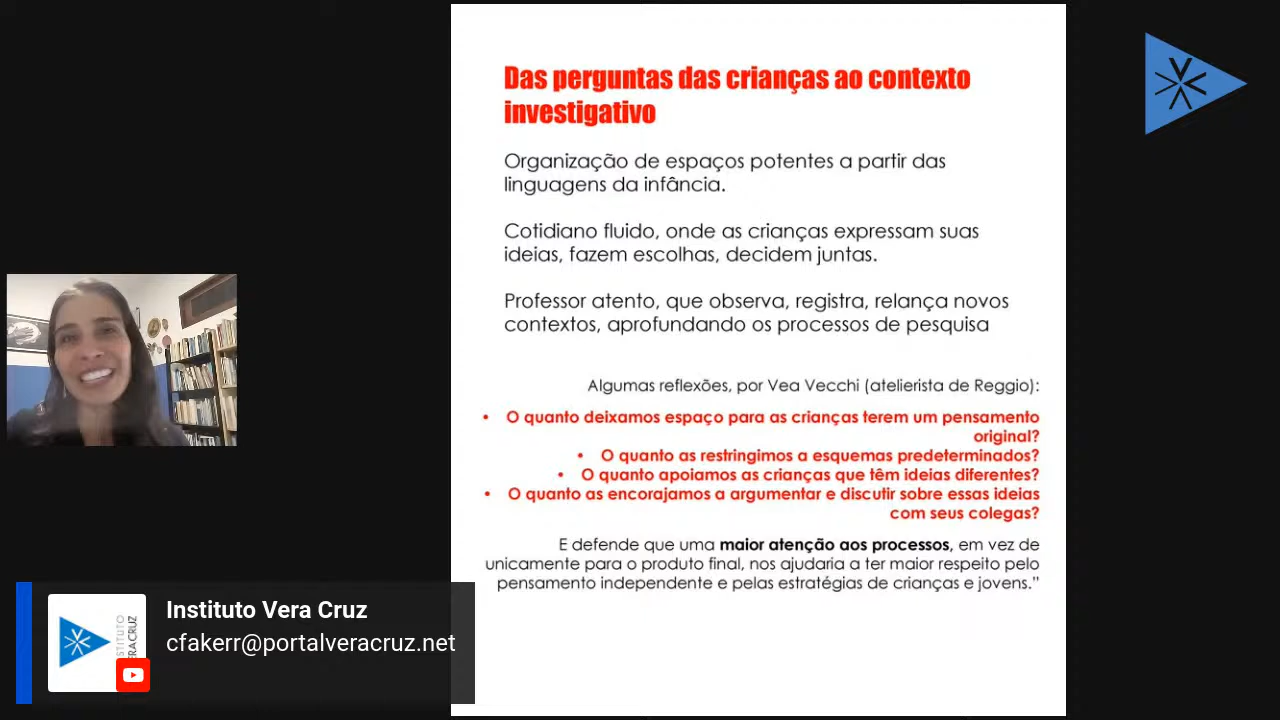 Das perguntas das crianças ao contexto
investigativo
Organização de espaços potentes a partir das
linguagens da infância.
Cotidiano fluido, onde as crianças expressam suas
ideias, fazem escolhas, decidem juntas.
Professor atento, que observa, registra, relança novos
contextos, aprofundando os processos de pesquisa
Algumas reflexões, por Vea Vecchi (atelierista de Reggio):
• O quanto deixamos espaço para as crianças terem um pensamento
original?
• O quanto as restringimos a esquemas predeterminados?
• O quanto apoiamos as crianças que têm ideias diferentes?
• O quanto as encorajamos a argumentar e discutir sobre essas ideias
com seus colegas?
E defende que uma maior atenção aos processos, em vez de
unicamente para o produto final, nos ajudaria a ter maior respeito pelo
pensamento independente e pelas estratégias de crianças e jovens.”
Instituto Vera Cruz
cfakerr@portalveracruz.net